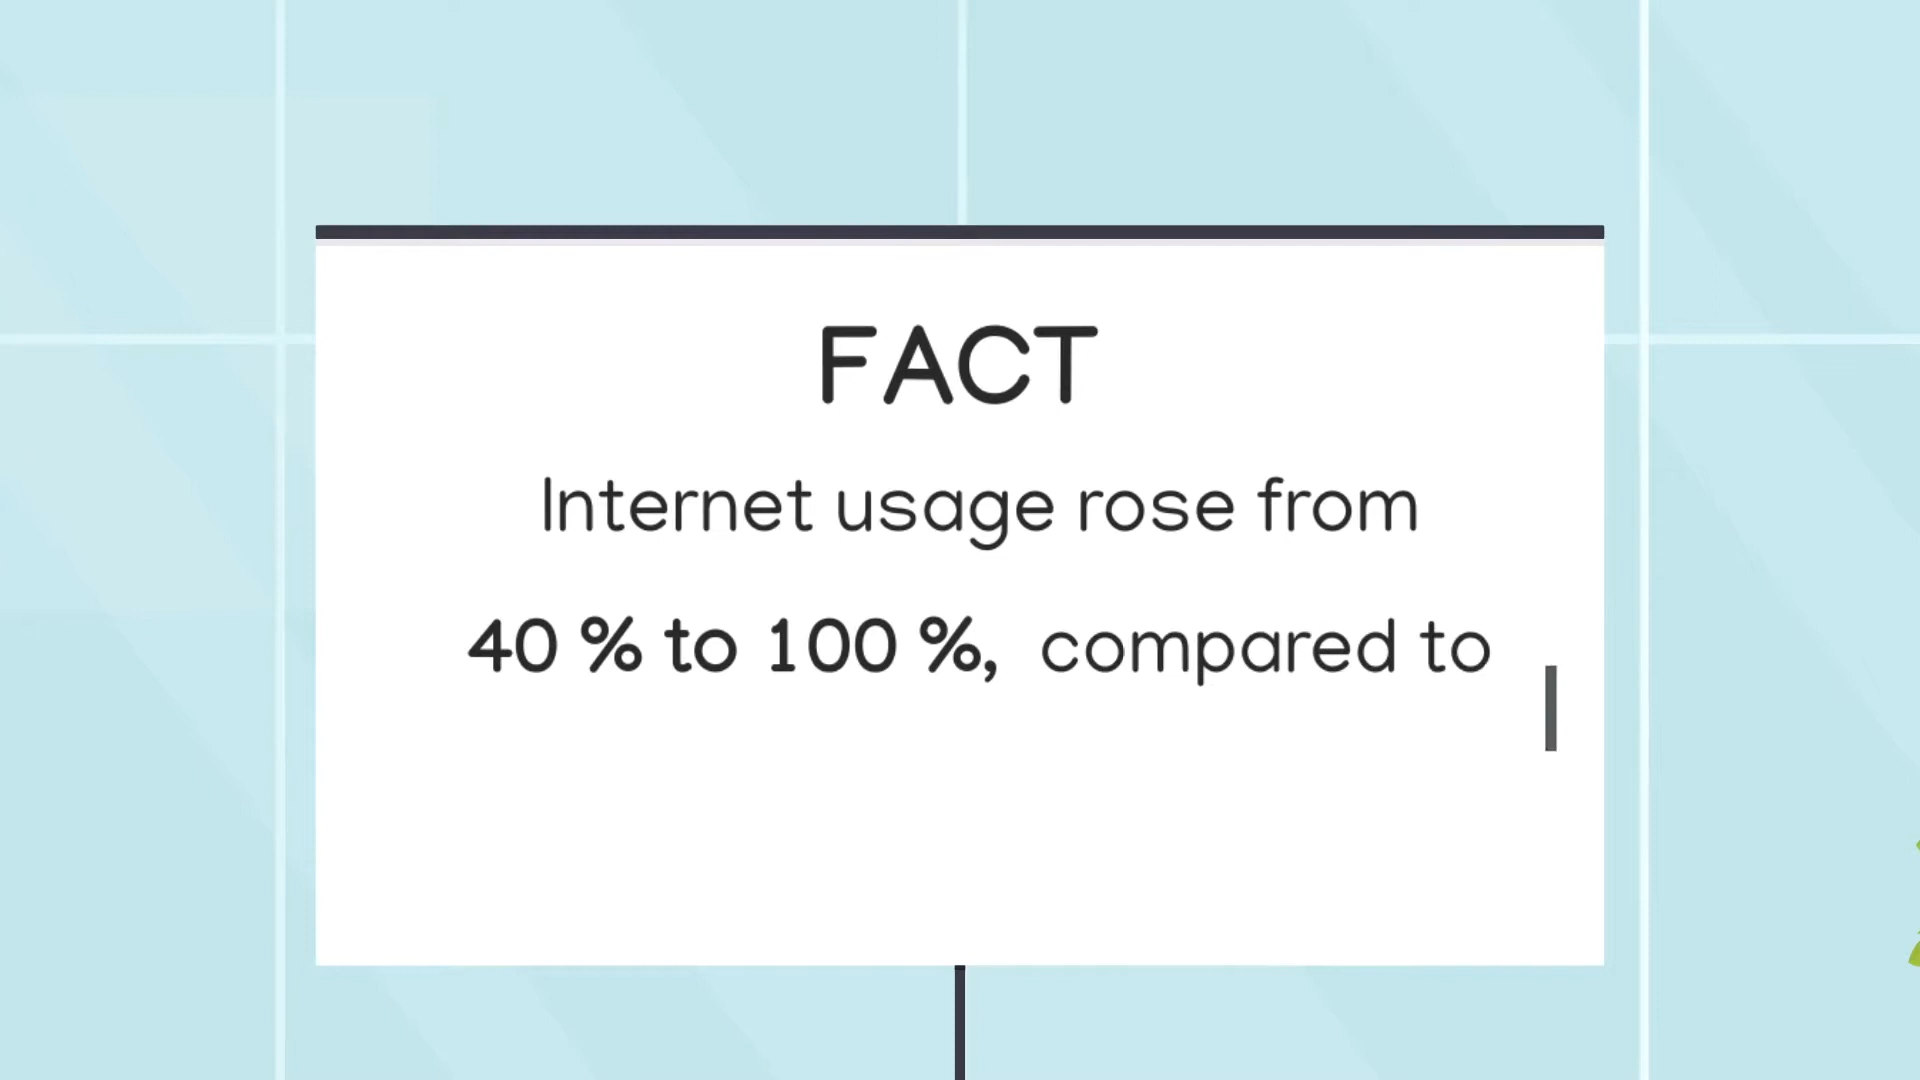 FACT
Internet usage rose from
40 % to 100 %, compared to